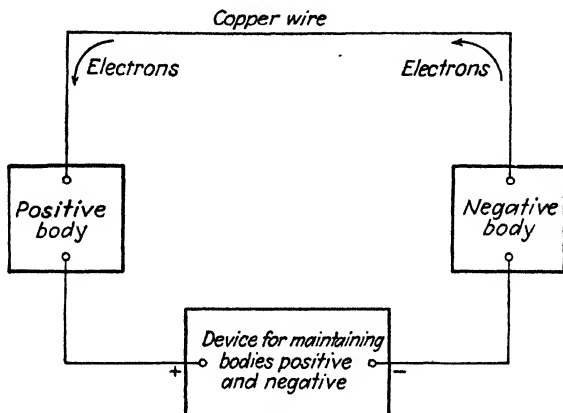 Copper wire
Electrons
Electrons
Positive
body
Negative
body
Device for maintaining
bodies positive
and negative
+
-